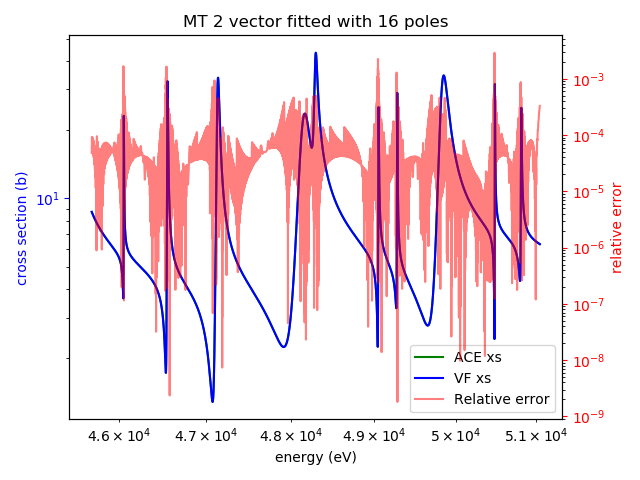 MT 2 vector fitted with 16 poles
cross section (b)
10¹
10⁻³
10⁻⁴
10⁻⁵
10⁻⁶
10⁻⁷
10⁻⁸
10⁻⁹
relative error
ACE xs
VF xs
Relative error
4.6 × 10⁴ 4.7 × 10⁴ 4.8 × 10⁴ 4.9 × 10⁴ 5 × 10⁴ 5.1 × 10⁴
energy (eV)